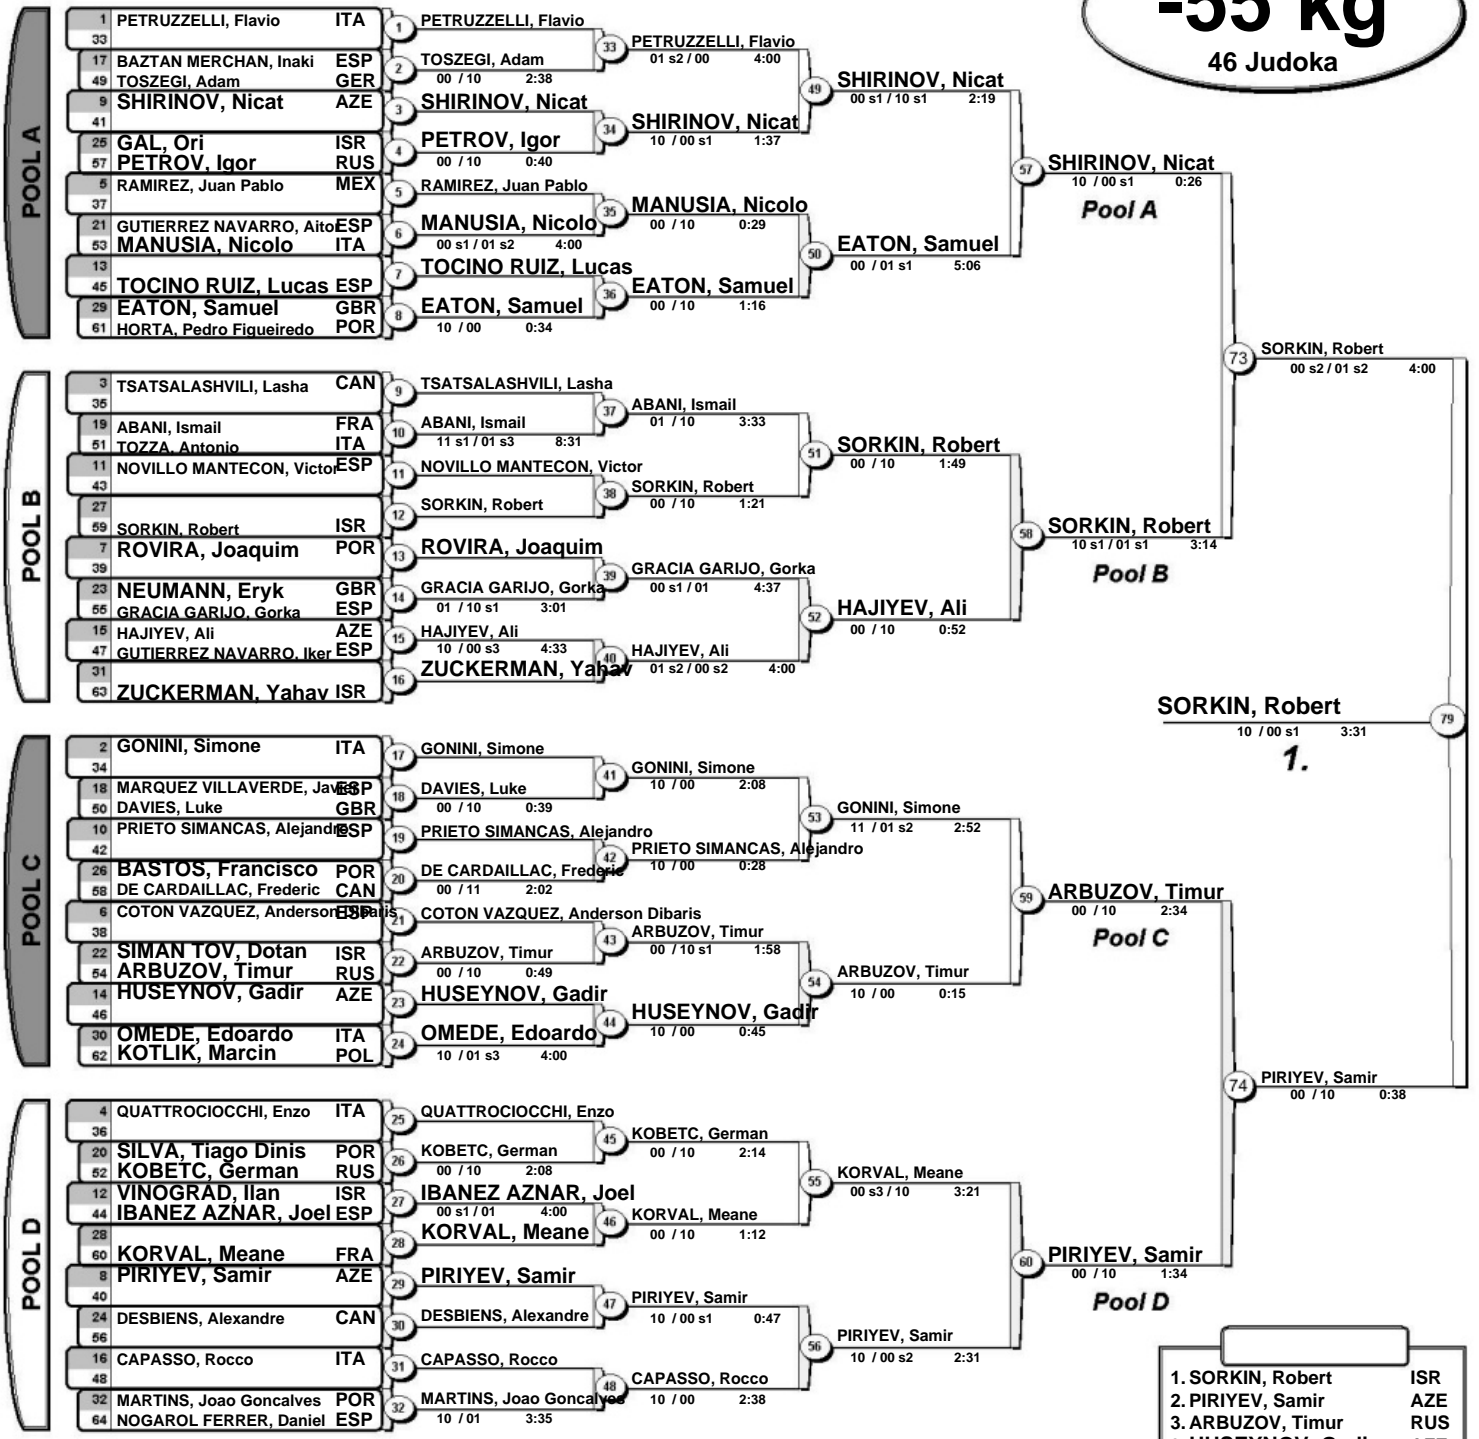 -55 kg
46 Judoka
POOL A
1 PETRUZZELLI, Flavio ITA
33
17 BAZTAN MERCHAN, Inaki ESP
49 TOSZEGI, Adam GER
9 SHIRINOV, Nicat AZE
41
25 GAL, Ori ISR
57 PETROV, Igor RUS
5 RAMIREZ, Juan Pablo MEX
37
21 GUTIERREZ NAVARRO, Aitor ESP
53 MANUSIA, Nicolo ITA
13
45 TOCINO RUIZ, Lucas ESP
29 EATON, Samuel GBR
61 HORTA, Pedro Figueiredo POR
1 PETRUZZELLI, Flavio
2 TOSZEGI, Adam
00 / 10 2:38
3 SHIRINOV, Nicat
4 PETROV, Igor
00 / 10 0:40
5 RAMIREZ, Juan Pablo
6 MANUSIA, Nicolo
00 s1 / 01 s2 4:00
7 TOCINO RUIZ, Lucas
8 EATON, Samuel
10 / 00 0:34
33 PETRUZZELLI, Flavio
01 s2 / 00 4:00
34 SHIRINOV, Nicat
10 / 00 s1 1:37
35 MANUSIA, Nicolo
00 / 10 0:29
36 EATON, Samuel
00 / 10 1:16
49 SHIRINOV, Nicat
00 s1 / 10 s1 2:19
50 EATON, Samuel
00 / 01 s1 5:06
57 SHIRINOV, Nicat
10 / 00 s1 0:26
Pool A
POOL B
3 TSATSALASHVILI, Lasha CAN
35
19 ABANI, Ismail FRA
51 TOZZA, Antonio ITA
11 NOVILLO MANTECON, Victor ESP
43
27
59 SORKIN, Robert ISR
7 ROVIRA, Joaquim POR
39
23 NEUMANN, Eryk GBR
55 GRACIA GARIJO, Gorka ESP
15 HAJIYEV, Ali AZE
47 GUTIERREZ NAVARRO, Iker ESP
31
63 ZUCKERMAN, Yahav ISR
9 TSATSALASHVILI, Lasha
10 ABANI, Ismail
11 s1 / 01 s3 8:31
11 NOVILLO MANTECON, Victor
12 SORKIN, Robert
13 ROVIRA, Joaquim
14 GRACIA GARIJO, Gorka
01 / 10 s1 3:01
15 HAJIYEV, Ali
10 / 00 s3 4:33
16 ZUCKERMAN, Yahav
37 ABANI, Ismail
01 / 10 3:33
38 SORKIN, Robert
00 / 10 1:21
39 GRACIA GARIJO, Gorka
00 s1 / 01 4:37
40 HAJIYEV, Ali
01 s2 / 00 s2 4:00
51 SORKIN, Robert
00 / 10 1:49
52 HAJIYEV, Ali
00 / 10 0:52
58 SORKIN, Robert
10 s1 / 01 s1 3:14
Pool B
73 SORKIN, Robert
00 s2 / 01 s2 4:00
SORKIN, Robert 79
10 / 00 s1 3:31
1.
POOL C
2 GONINI, Simone ITA
34
18 MARQUEZ VILLAVERDE, Javier ESP
50 DAVIES, Luke GBR
10 PRIETO SIMANCAS, Alejandro ESP
42
26 BASTOS, Francisco POR
58 DE CARDAILLAC, Frederic CAN
6 COTON VAZQUEZ, Anderson Dibaris ESP
38
22 SIMAN TOV, Dotan ISR
54 ARBUZOV, Timur RUS
14 HUSEYNOV, Gadir AZE
46
30 OMEDE, Edoardo ITA
62 KOTLIK, Marcin POL
17 GONINI, Simone
18 DAVIES, Luke
00 / 10 0:39
19 PRIETO SIMANCAS, Alejandro
20 DE CARDAILLAC, Frederic
00 / 11 2:02
21 COTON VAZQUEZ, Anderson Dibaris
22 ARBUZOV, Timur
00 / 10 0:49
23 HUSEYNOV, Gadir
24 OMEDE, Edoardo
10 / 01 s3 4:00
41 GONINI, Simone
10 / 00 2:08
42 PRIETO SIMANCAS, Alejandro
10 / 00 0:28
43 ARBUZOV, Timur
00 / 10 s1 1:58
44 HUSEYNOV, Gadir
10 / 00 0:45
53 GONINI, Simone
11 / 01 s2 2:52
54 ARBUZOV, Timur
10 / 00 0:15
59 ARBUZOV, Timur
00 / 10 2:34
Pool C
POOL D
4 QUATTROCIOCCHI, Enzo ITA
36
20 SILVA, Tiago Dinis POR
52 KOBETC, German RUS
12 VINOGRAD, Ilan ISR
44 IBANEZ AZNAR, Joel ESP
28
60 KORVAL, Meane FRA
8 PIRIYEV, Samir AZE
40
24 DESBIENS, Alexandre CAN
56
16 CAPASSO, Rocco ITA
48
32 MARTINS, Joao Goncalves POR
64 NOGAROL FERRER, Daniel ESP
25 QUATTROCIOCCHI, Enzo
26 KOBETC, German
00 / 10 2:08
27 IBANEZ AZNAR, Joel
00 s1 / 01 4:00
28 KORVAL, Meane
29 PIRIYEV, Samir
30 DESBIENS, Alexandre
31 CAPASSO, Rocco
32 MARTINS, Joao Goncalves
10 / 01 3:35
45 KOBETC, German
00 / 10 2:14
46 KORVAL, Meane
00 / 10 1:12
47 PIRIYEV, Samir
10 / 00 s1 0:47
48 CAPASSO, Rocco
10 / 00 2:38
55 KORVAL, Meane
00 s3 / 10 3:21
56 PIRIYEV, Samir
10 / 00 s2 2:31
60 PIRIYEV, Samir
00 / 10 1:34
Pool D
74 PIRIYEV, Samir
00 / 10 0:38
1. SORKIN, Robert ISR
2. PIRIYEV, Samir AZE
3. ARBUZOV, Timur RUS